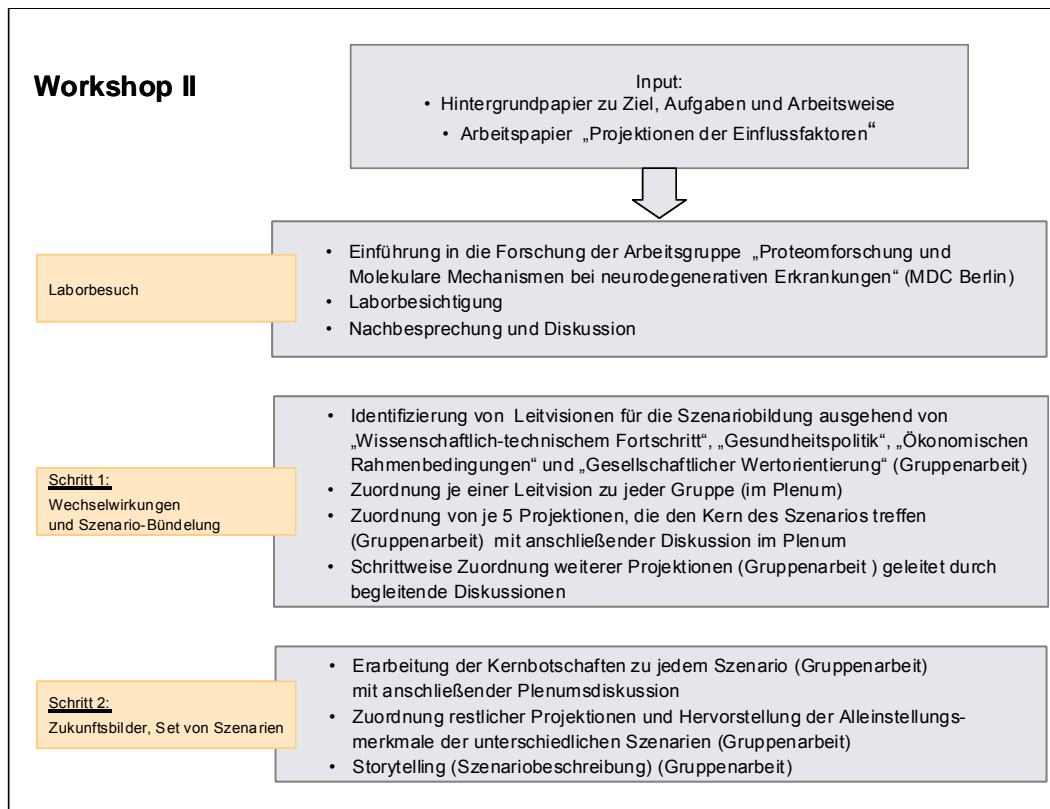 Workshop II
Input:
• Hintergrundpapier zu Ziel, Aufgaben und Arbeitsweise
• Arbeitspapier „Projektionen der Einflussfaktoren“
Laborbesuch
• Einführung in die Forschung der Arbeitsgruppe „Proteomforschung und
Molekulare Mechanismen bei neurodegenerativen Erkrankungen“ (MDC Berlin)
• Laborbesichtigung
• Nachbesprechung und Diskussion
Schritt 1:
Wechselwirkungen
und Szenario-Bündelung
• Identifizierung von Leitvisionen für die Szenariobildung ausgehend von
„Wissenschaftlich-technischem Fortschritt“, „Gesundheitspolitik“, „Ökonomischen
Rahmenbedingungen“ und „Gesellschaftlicher Wertorientierung“ (Gruppenarbeit)
• Zuordnung je einer Leitvision zu jeder Gruppe (im Plenum)
• Zuordnung von je 5 Projektionen, die den Kern des Szenarios treffen
(Gruppenarbeit) mit anschließender Diskussion im Plenum
• Schrittweise Zuordnung weiterer Projektionen (Gruppenarbeit ) geleitet durch
begleitende Diskussionen
Schritt 2:
Zukunftsbilder, Set von Szenarien
• Erarbeitung der Kernbotschaften zu jedem Szenario (Gruppenarbeit)
mit anschließender Plenumsdiskussion
• Zuordnung restlicher Projektionen und Hervorstellung der Alleinstellungs-
merkmale der unterschiedlichen Szenarien (Gruppenarbeit)
• Storytelling (Szenariobeschreibung) (Gruppenarbeit)